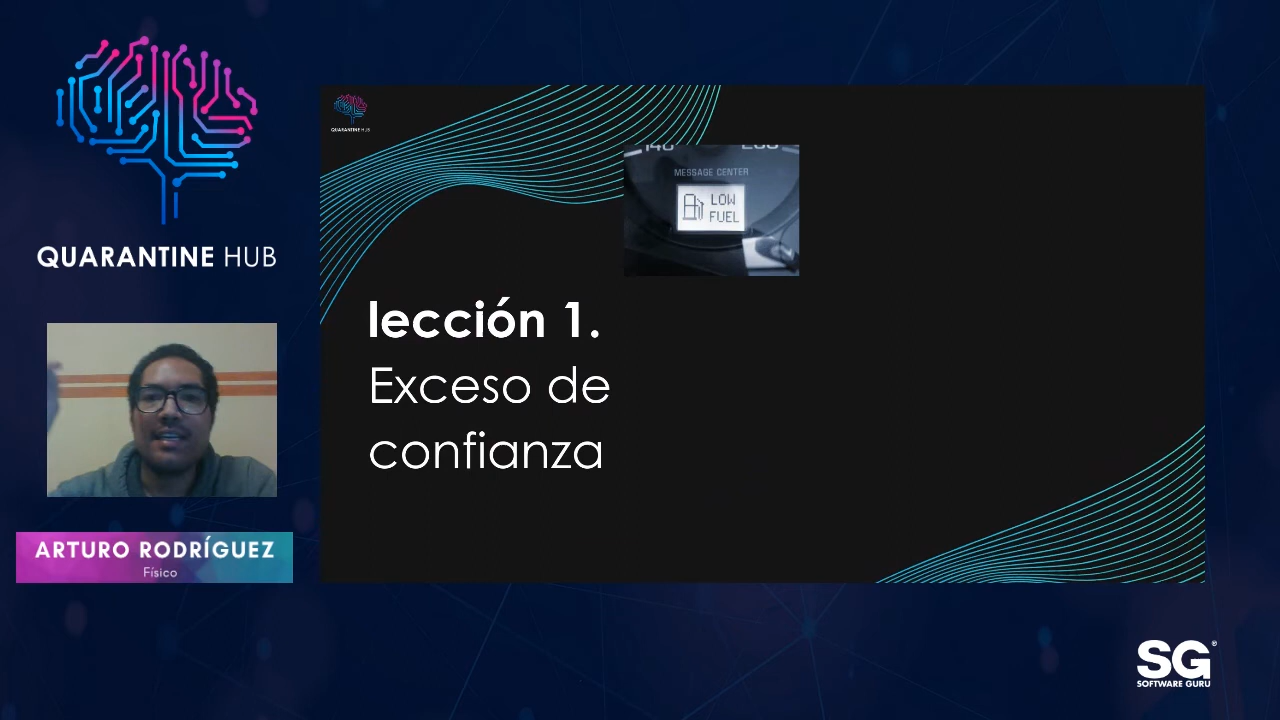 QUARANTINE HUB
ARTURO RODRÍGUEZ
Físico
QUARANTINE HUB
MESSAGE CENTER
LOW
FUEL
lección 1.
Exceso de
confianza
SG
SOFTWARE GURU